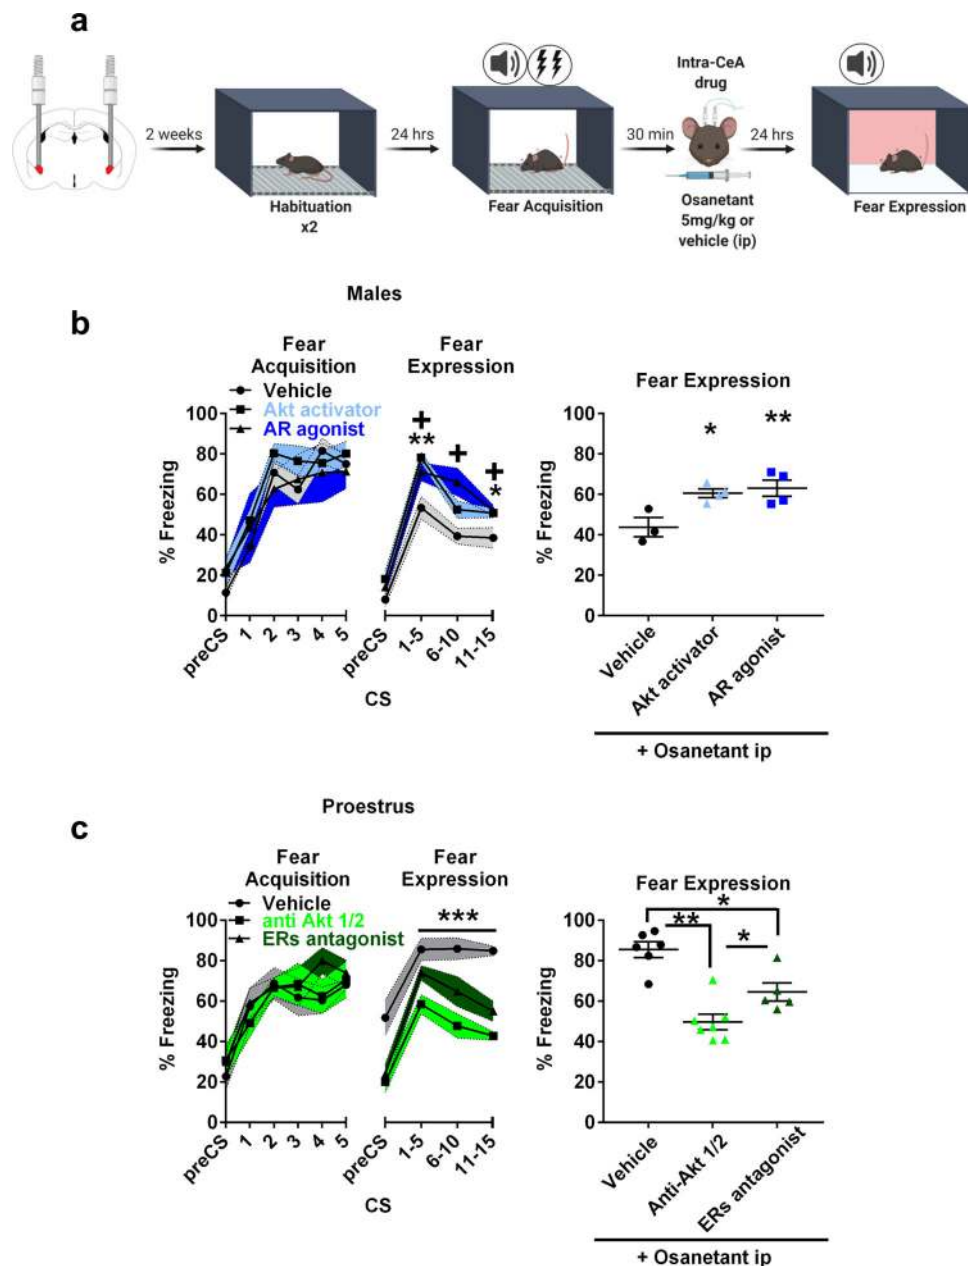 a
2 weeks
Habituation
x2
24 hrs
Fear Acquisition
30 min
Intra-CeA
drug
Osanetant
5mg/kg or
vehicle (ip)
24 hrs
Fear Expression
Males
b
Fear
Acquisition
Vehicle
Akt activator
AR agonist
% Freezing
100
80
60
40
20
0
preCS
1
2
3
4
5
Fear
Expression
+
**
+
+
*
preCS
1-5
6-10
11-15
CS
Fear Expression
% Freezing
100
80
60
40
20
0
*
**
Vehicle
Akt activator
AR agonist
+ Osanetant ip
Proestrus
c
Fear
Acquisition
Vehicle
anti Akt 1/2
ERs antagonist
% Freezing
100
80
60
40
20
0
preCS
1
2
3
4
5
Fear
Expression
***
preCS
1-5
6-10
11-15
CS
Fear Expression
% Freezing
100
80
60
40
20
0
*
**
*
Vehicle
Anti-Akt 1/2
ERs antagonist
+ Osanetant ip